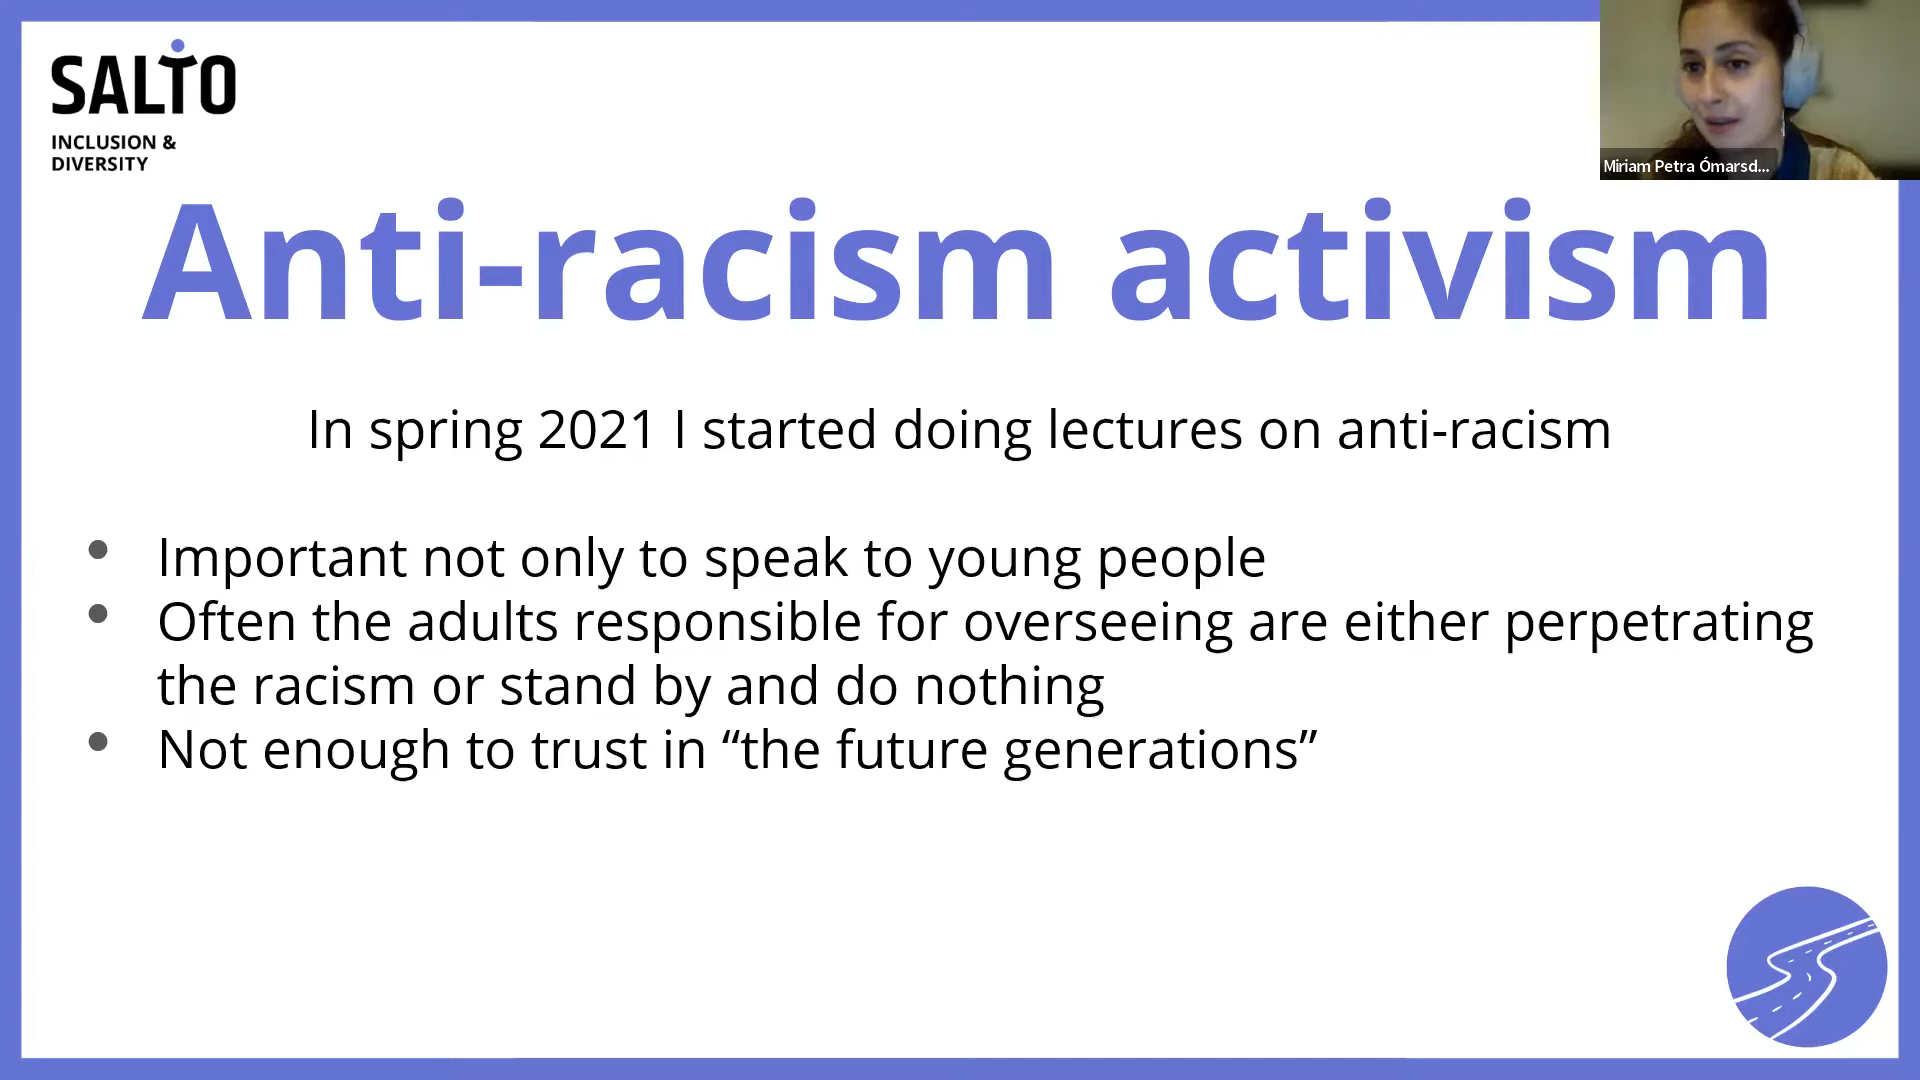 SALTO
INCLUSION &
DIVERSITY
Miriam Petra Ómarsd...
Anti-racism activism
In spring 2021 I started doing lectures on anti-racism
• Important not only to speak to young people
• Often the adults responsible for overseeing are either perpetrating
the racism or stand by and do nothing
• Not enough to trust in “the future generations”